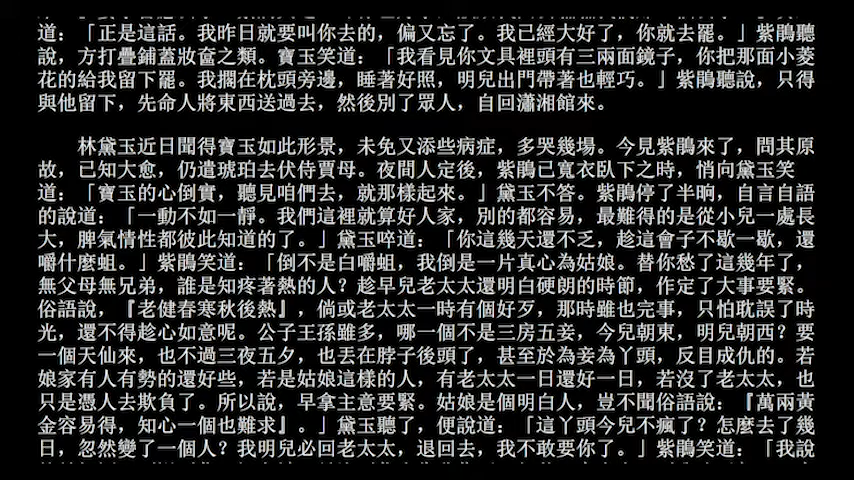 道：「正是這話。我昨日就要叫你去的，偏又忘了。我已經大好了，你就去罷。」紫鵑聽
說，方打疊鋪蓋妝奩之類。寶玉笑道：「我看見你文具裡頭有三兩面鏡子，你把那面小菱
花的給我留下罷。我擱在枕頭旁邊，睡著好照，明兒出門帶著也輕巧。」紫鵑聽說，只得
與他留下，先命人將東西送過去，然後別了眾人，自回瀟湘館來。
林黛玉近日聞得寶玉如此形景，未免又添些病症，多哭幾場。今見紫鵑來了，問其原
故，已知大愈，仍遣琥珀去伏侍賈母。夜間人定後，紫鵑已寬衣臥下之時，悄向黛玉笑
道：「寶玉的心倒實，聽見咱們去，就那樣起來。」黛玉不答。紫鵑停了半晌，自言自語
的說道：「一動不如一靜。我們這裡就算好人家，別的都容易，最難得的是從小兒一處長
大，脾氣情性都彼此知道的了。」黛玉啐道：「你這幾天還不乏，趁這會子不歇一歇，還
嚼什麼蛆。」紫鵑笑道：「倒不是白嚼蛆，我倒是一片真心為姑娘。替你愁了這幾年了，
無父母無兄弟，誰是知疼著熱的人？趁早兒老太太還明白硬朗的時節，作定了大事要緊。
俗語說，『老健春寒秋後熱』，倘或老太太一時有個好歹，那時雖也完事，只怕耽誤了時
光，還不得趁心如意呢。公子王孫雖多，哪一個不是三房五妾，今兒朝東，明兒朝西？要
一個天仙來，也不過三夜五夕，也丟在脖子後頭了，甚至於為妾為丫頭，反目成仇的。若
娘家有人有勢的還好些，若是姑娘這樣的人，有老太太一日還好一日，若沒了老太太，也
只是憑人去欺負了。所以說，早拿主意要緊。姑娘是個明白人，豈不聞俗語說：『萬兩黃
金容易得，知心一個也難求』。」黛玉聽了，便說道：「這丫頭今兒不瘋了？怎麼去了幾
日，忽然變了一個人？我明兒必回老太太，退回去，我不敢要你了。」紫鵑笑道：「我說